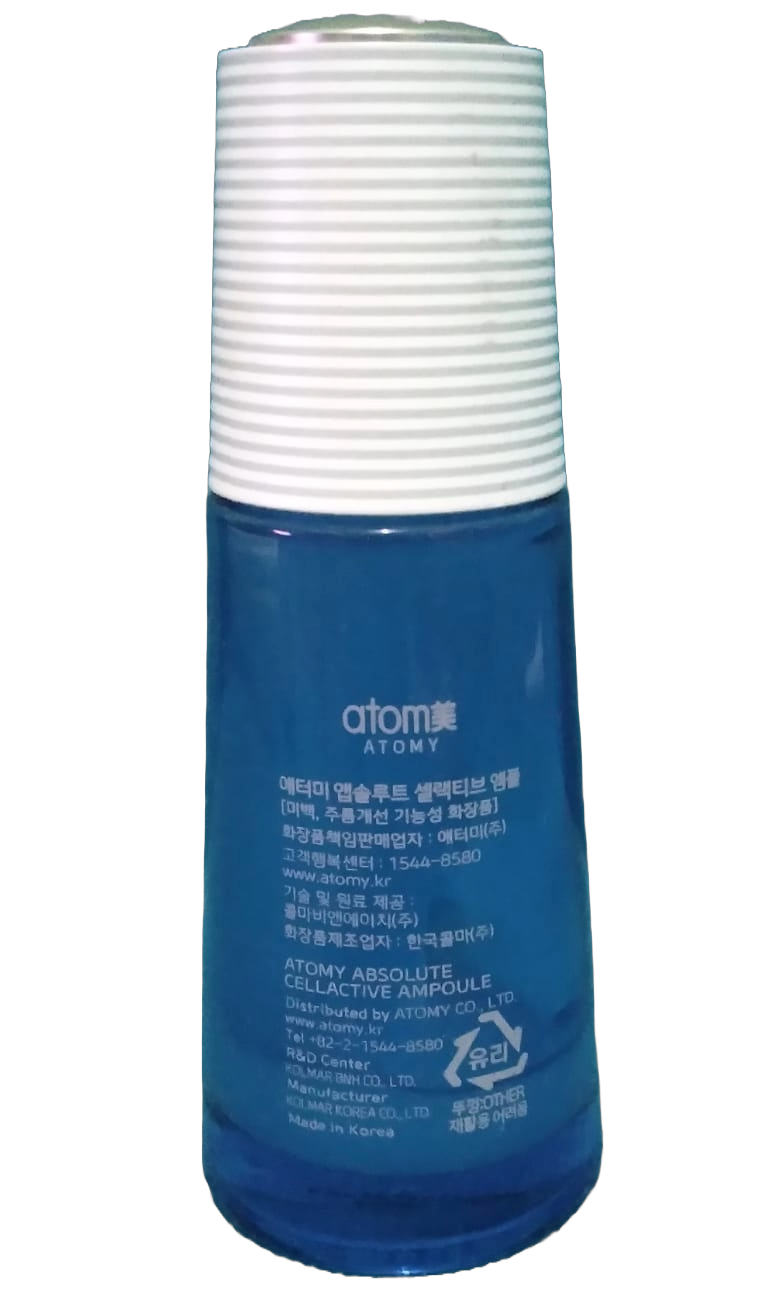 atom美
ATOMY
애터미 앱솔루트 셀랙티브 앰플
[미백, 주름개선 기능성 화장품]
화장품책임판매업자 : 애터미(주)
고객행복센터 : 1544-8580
www.atomy.kr
기술 및 원료 제공 :
콜마비앤에이치(주)
화장품제조업자 : 한국콜마(주)
ATOMY ABSOLUTE
CELLACTIVE AMPOULE
Distributed by ATOMY CO., LTD.
www.atomy.kr
Tel +82-2-1544-8580
R&D Center
KOLMAR BNH CO., LTD.
Manufacturer
KOLMAR KOREA CO., LTD.
Made in Korea
유리
뚜껑:OTHER
재활용 어려움